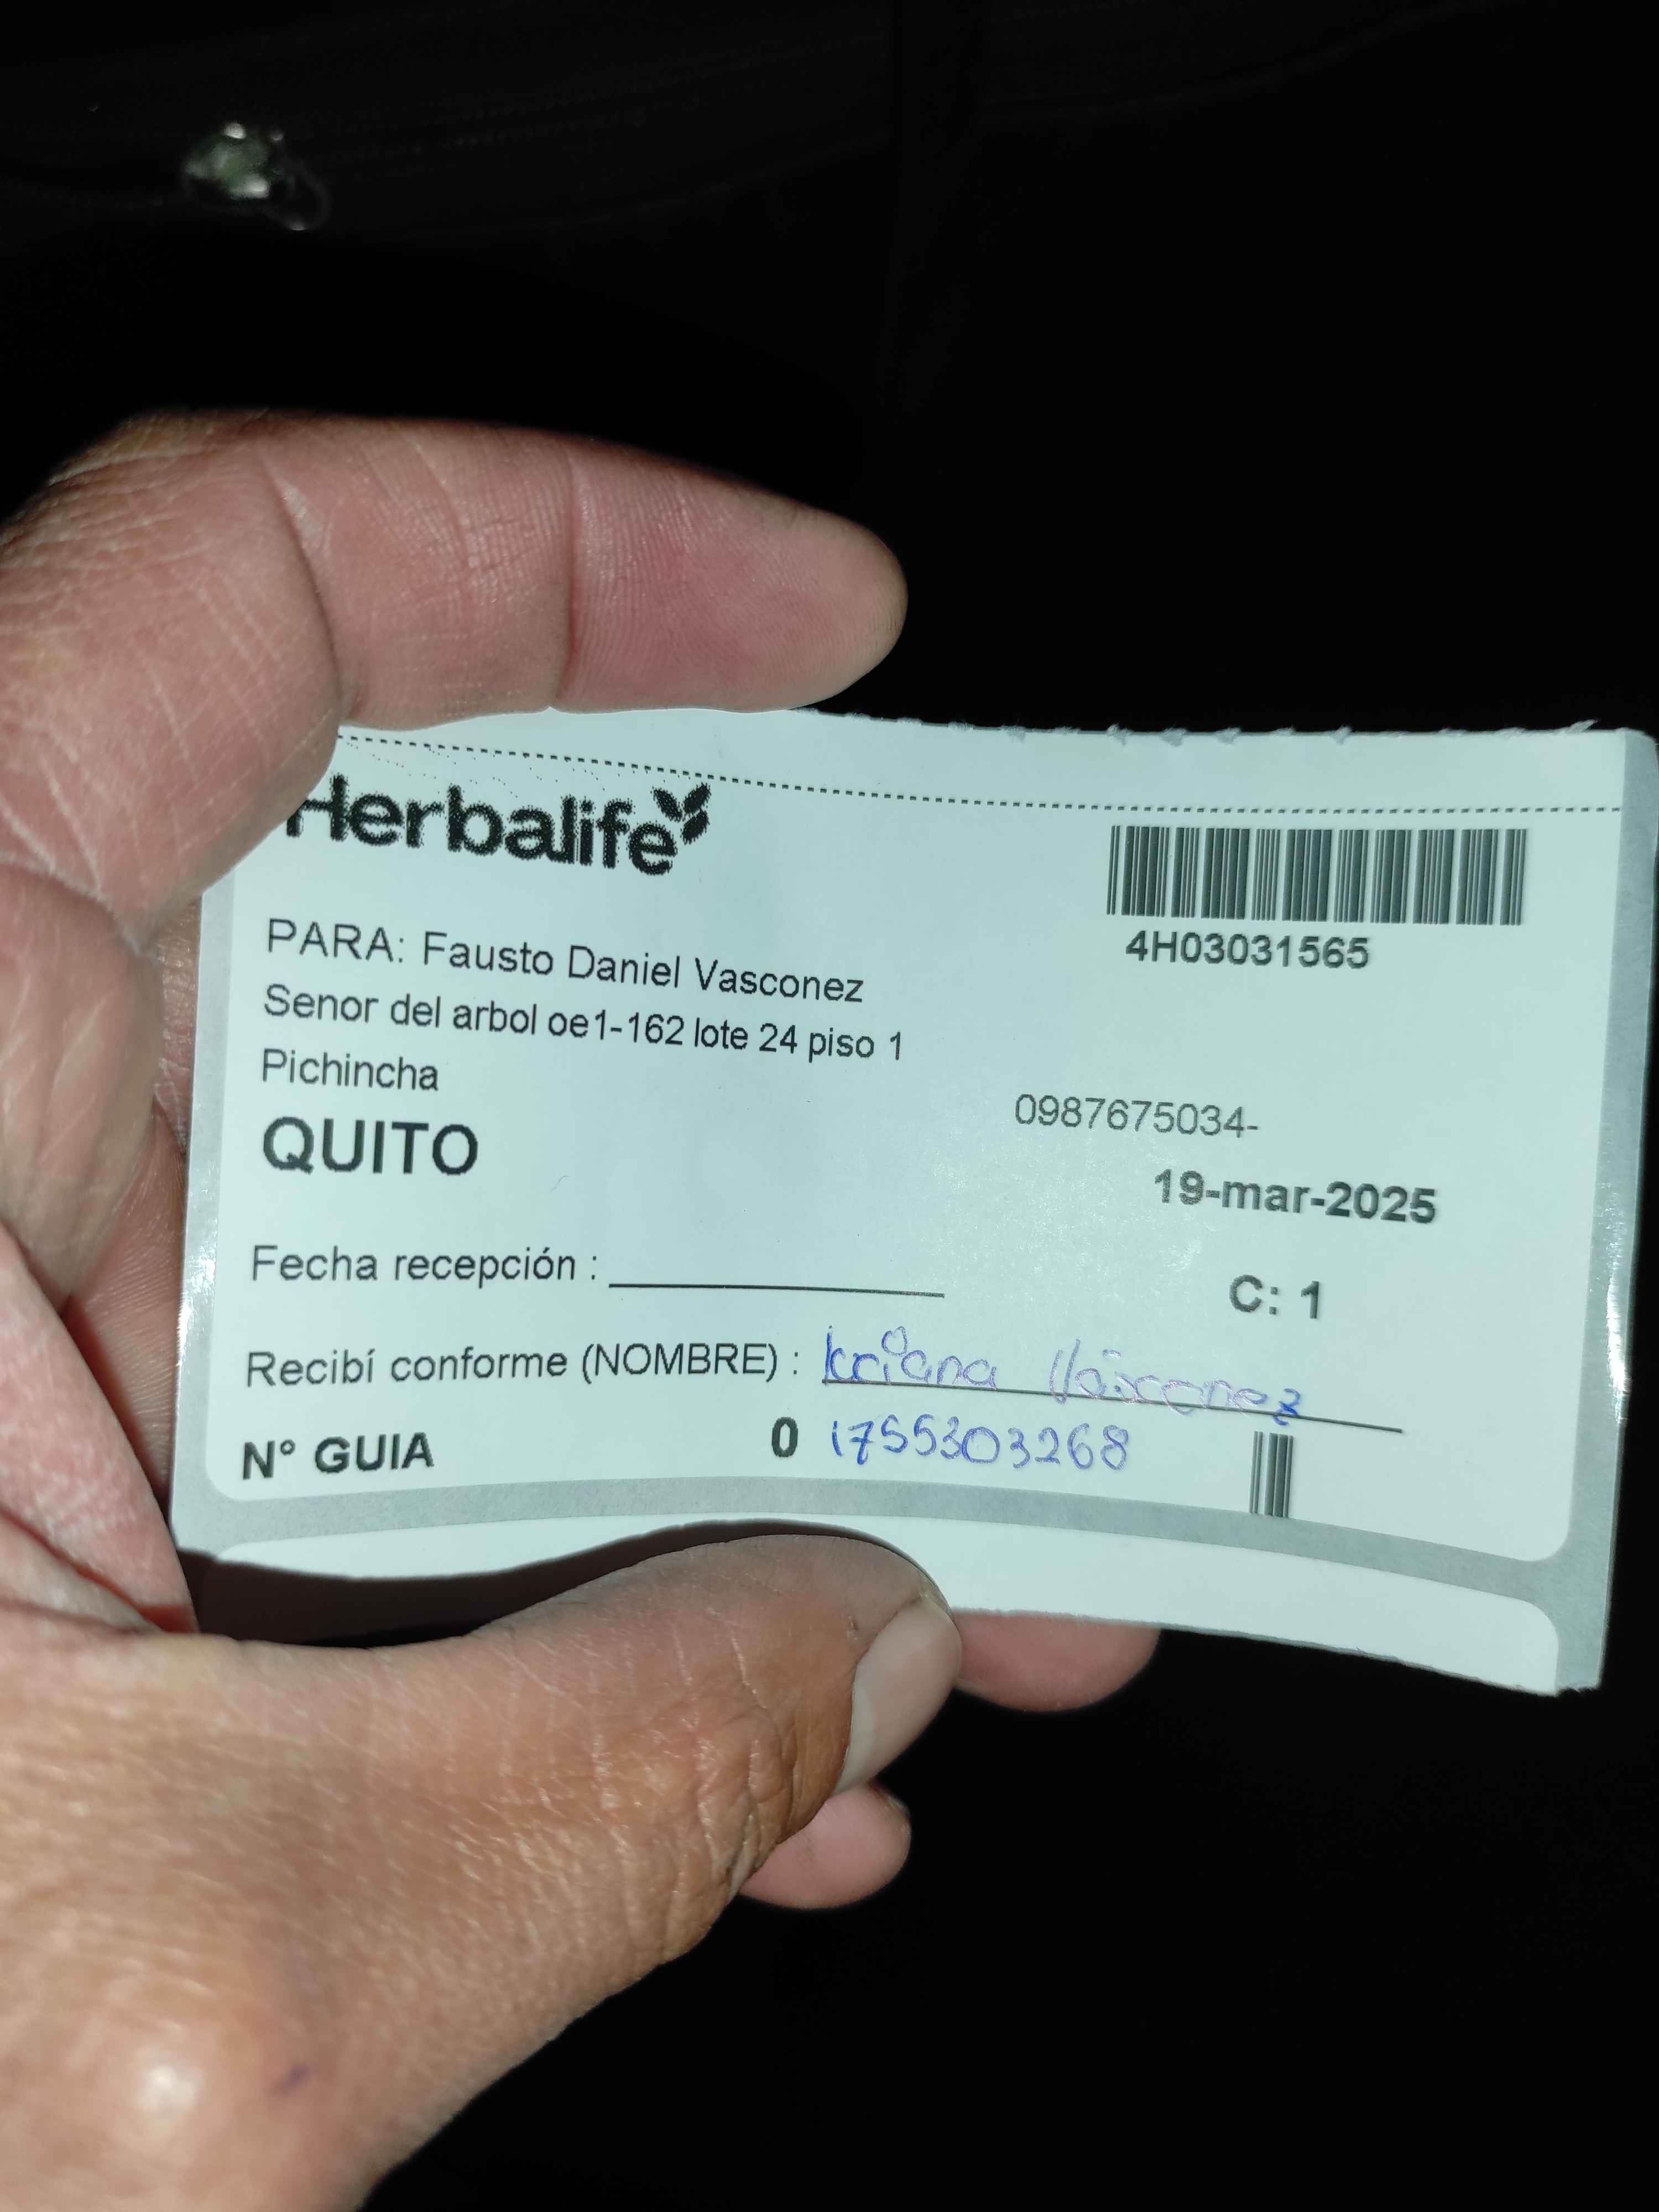 Herbalife
4H03031565
PARA: Fausto Daniel Vasconez
Senor del arbol oe1-162 lote 24 piso 1
Pichincha
0987675034-
QUITO
19-mar-2025
Fecha recepción :
C: 1
Recibí conforme (NOMBRE) : Vásconez
N° GUIA 0 1755303268